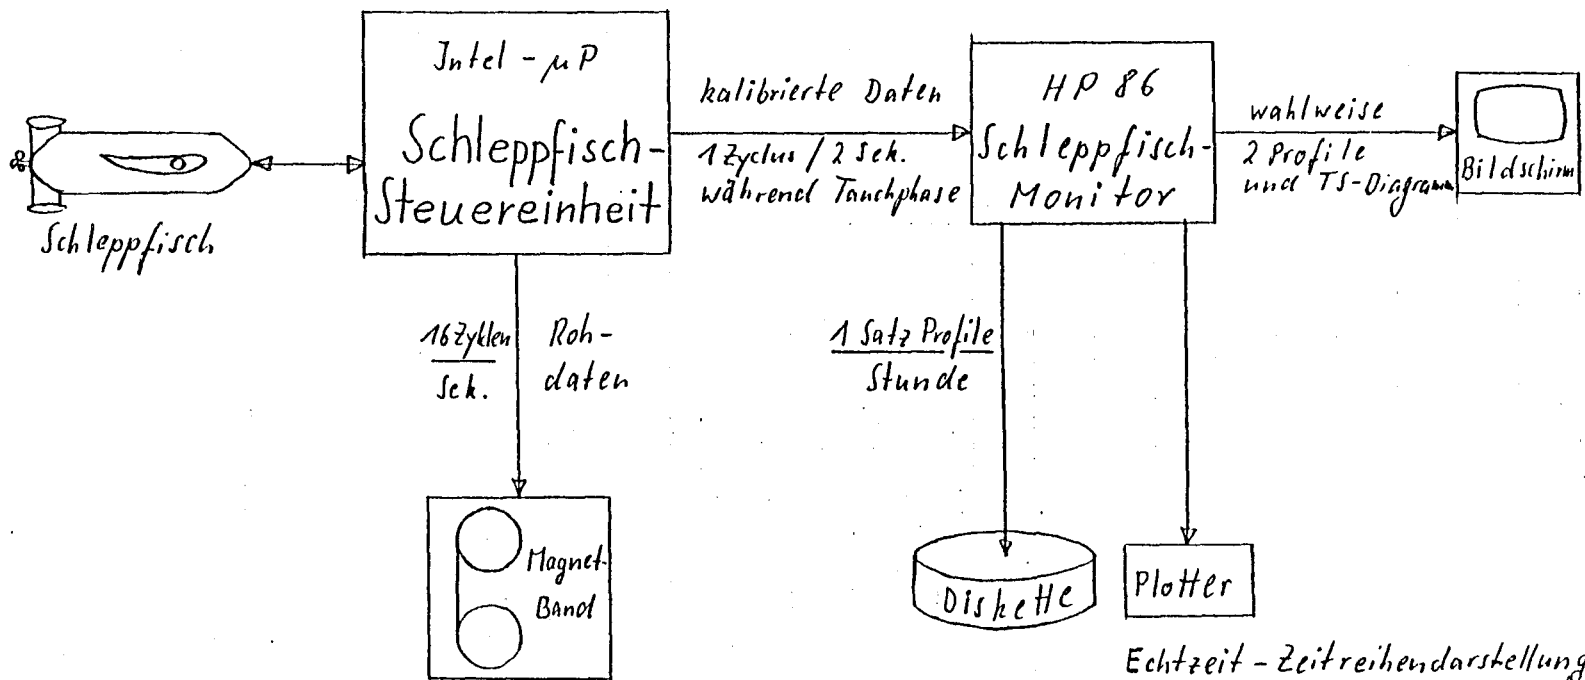 Schleppfisch
Intel-µP
Schleppfisch-
Steuereinheit
kalibrierte Daten
1 Zyclus / 2 Sek.
während Tauchphase
HP 86
Schleppfisch-
Monitor
wahlweise
2 Profile
und TS-Diagramm
Bildschirm
16 Zyklen
Sek.
Roh-
daten
1 Satz Profile
Stunde
Magnet-
Band
Diskette
Plotter
Echtzeit-Zeitreihendarstellung